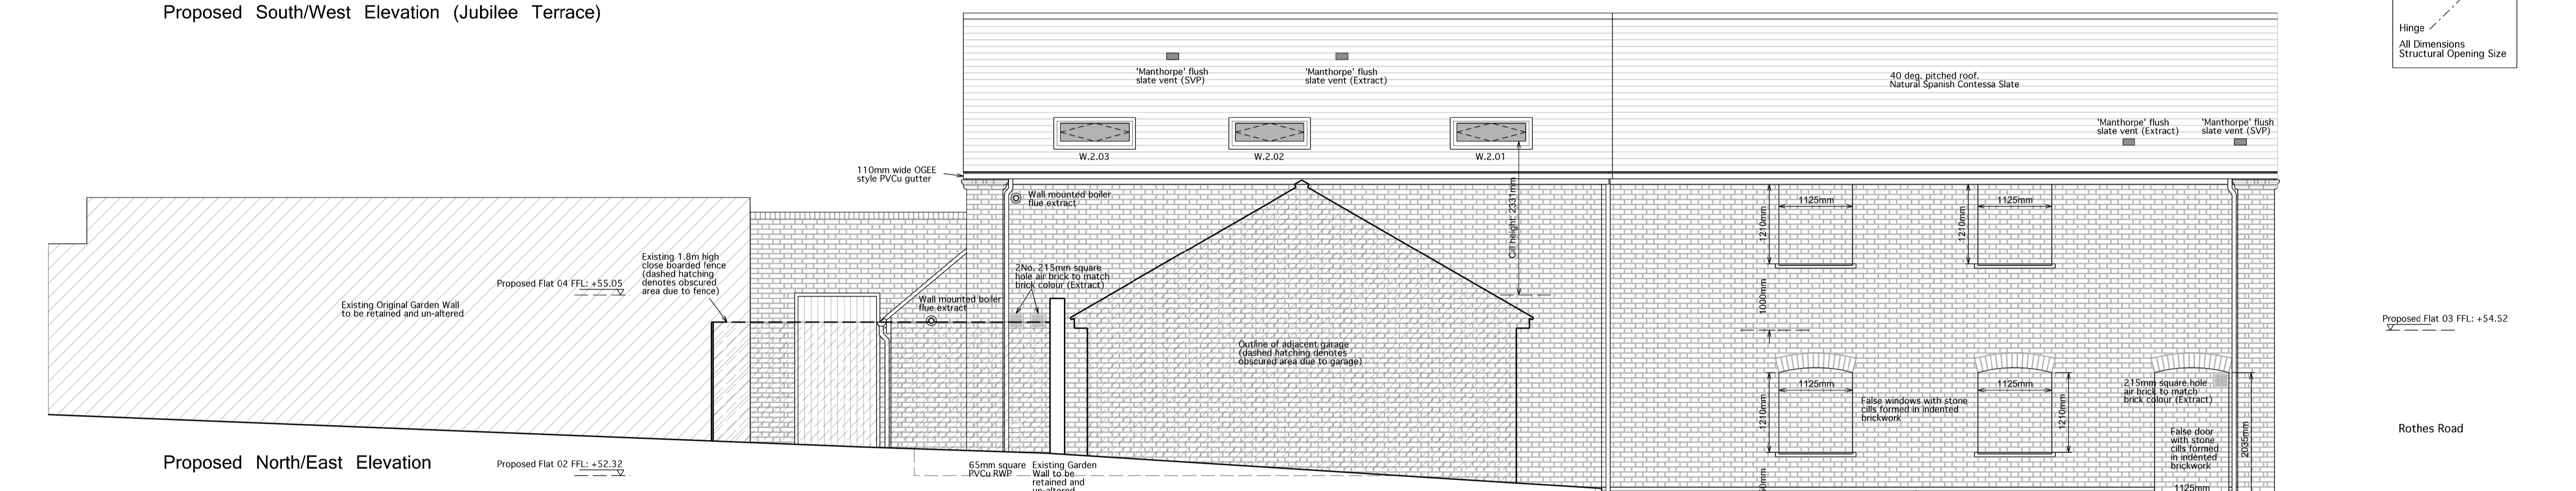 Proposed South/West Elevation (Jubilee Terrace)
Hinge
All Dimensions
Structural Opening Size
'Manthorpe' flush
slate vent (SVP)
'Manthorpe' flush
slate vent (Extract)
40 deg. pitched roof.
Natural Spanish Contessa Slate
'Manthorpe' flush
slate vent (Extract)
'Manthorpe' flush
slate vent (SVP)
W.2.03
W.2.02
W.2.01
110mm wide OGEE
style PVCu gutter
Wall mounted boiler
flue extract
Cill height: 2331mm
1125mm
1210mm
1125mm
1210mm
Existing 1.8m high
close boarded fence
(dashed hatching
denotes obscured
area due to fence)
2No. 215mm square
hole air brick to match
brick colour (Extract)
Proposed Flat 04 FFL: +55.05
Wall mounted boiler
flue extract
Existing Original Garden Wall
to be retained and un-altered
1000mm
Proposed Flat 03 FFL: +54.52
Outline of adjacent garage
(dashed hatching denotes
obscured area due to garage)
1125mm
1210mm
1125mm
1210mm
False windows with stone
cills formed in indented
brickwork
215mm square hole
air brick to match
brick colour (Extract)
False door
with stone
cills formed
in indented
brickwork
2035mm
1125mm
Rothes Road
Proposed North/East Elevation
Proposed Flat 02 FFL: +52.32
65mm square
PVCu RWP
Existing Garden
Wall to be
retained and
un-altered